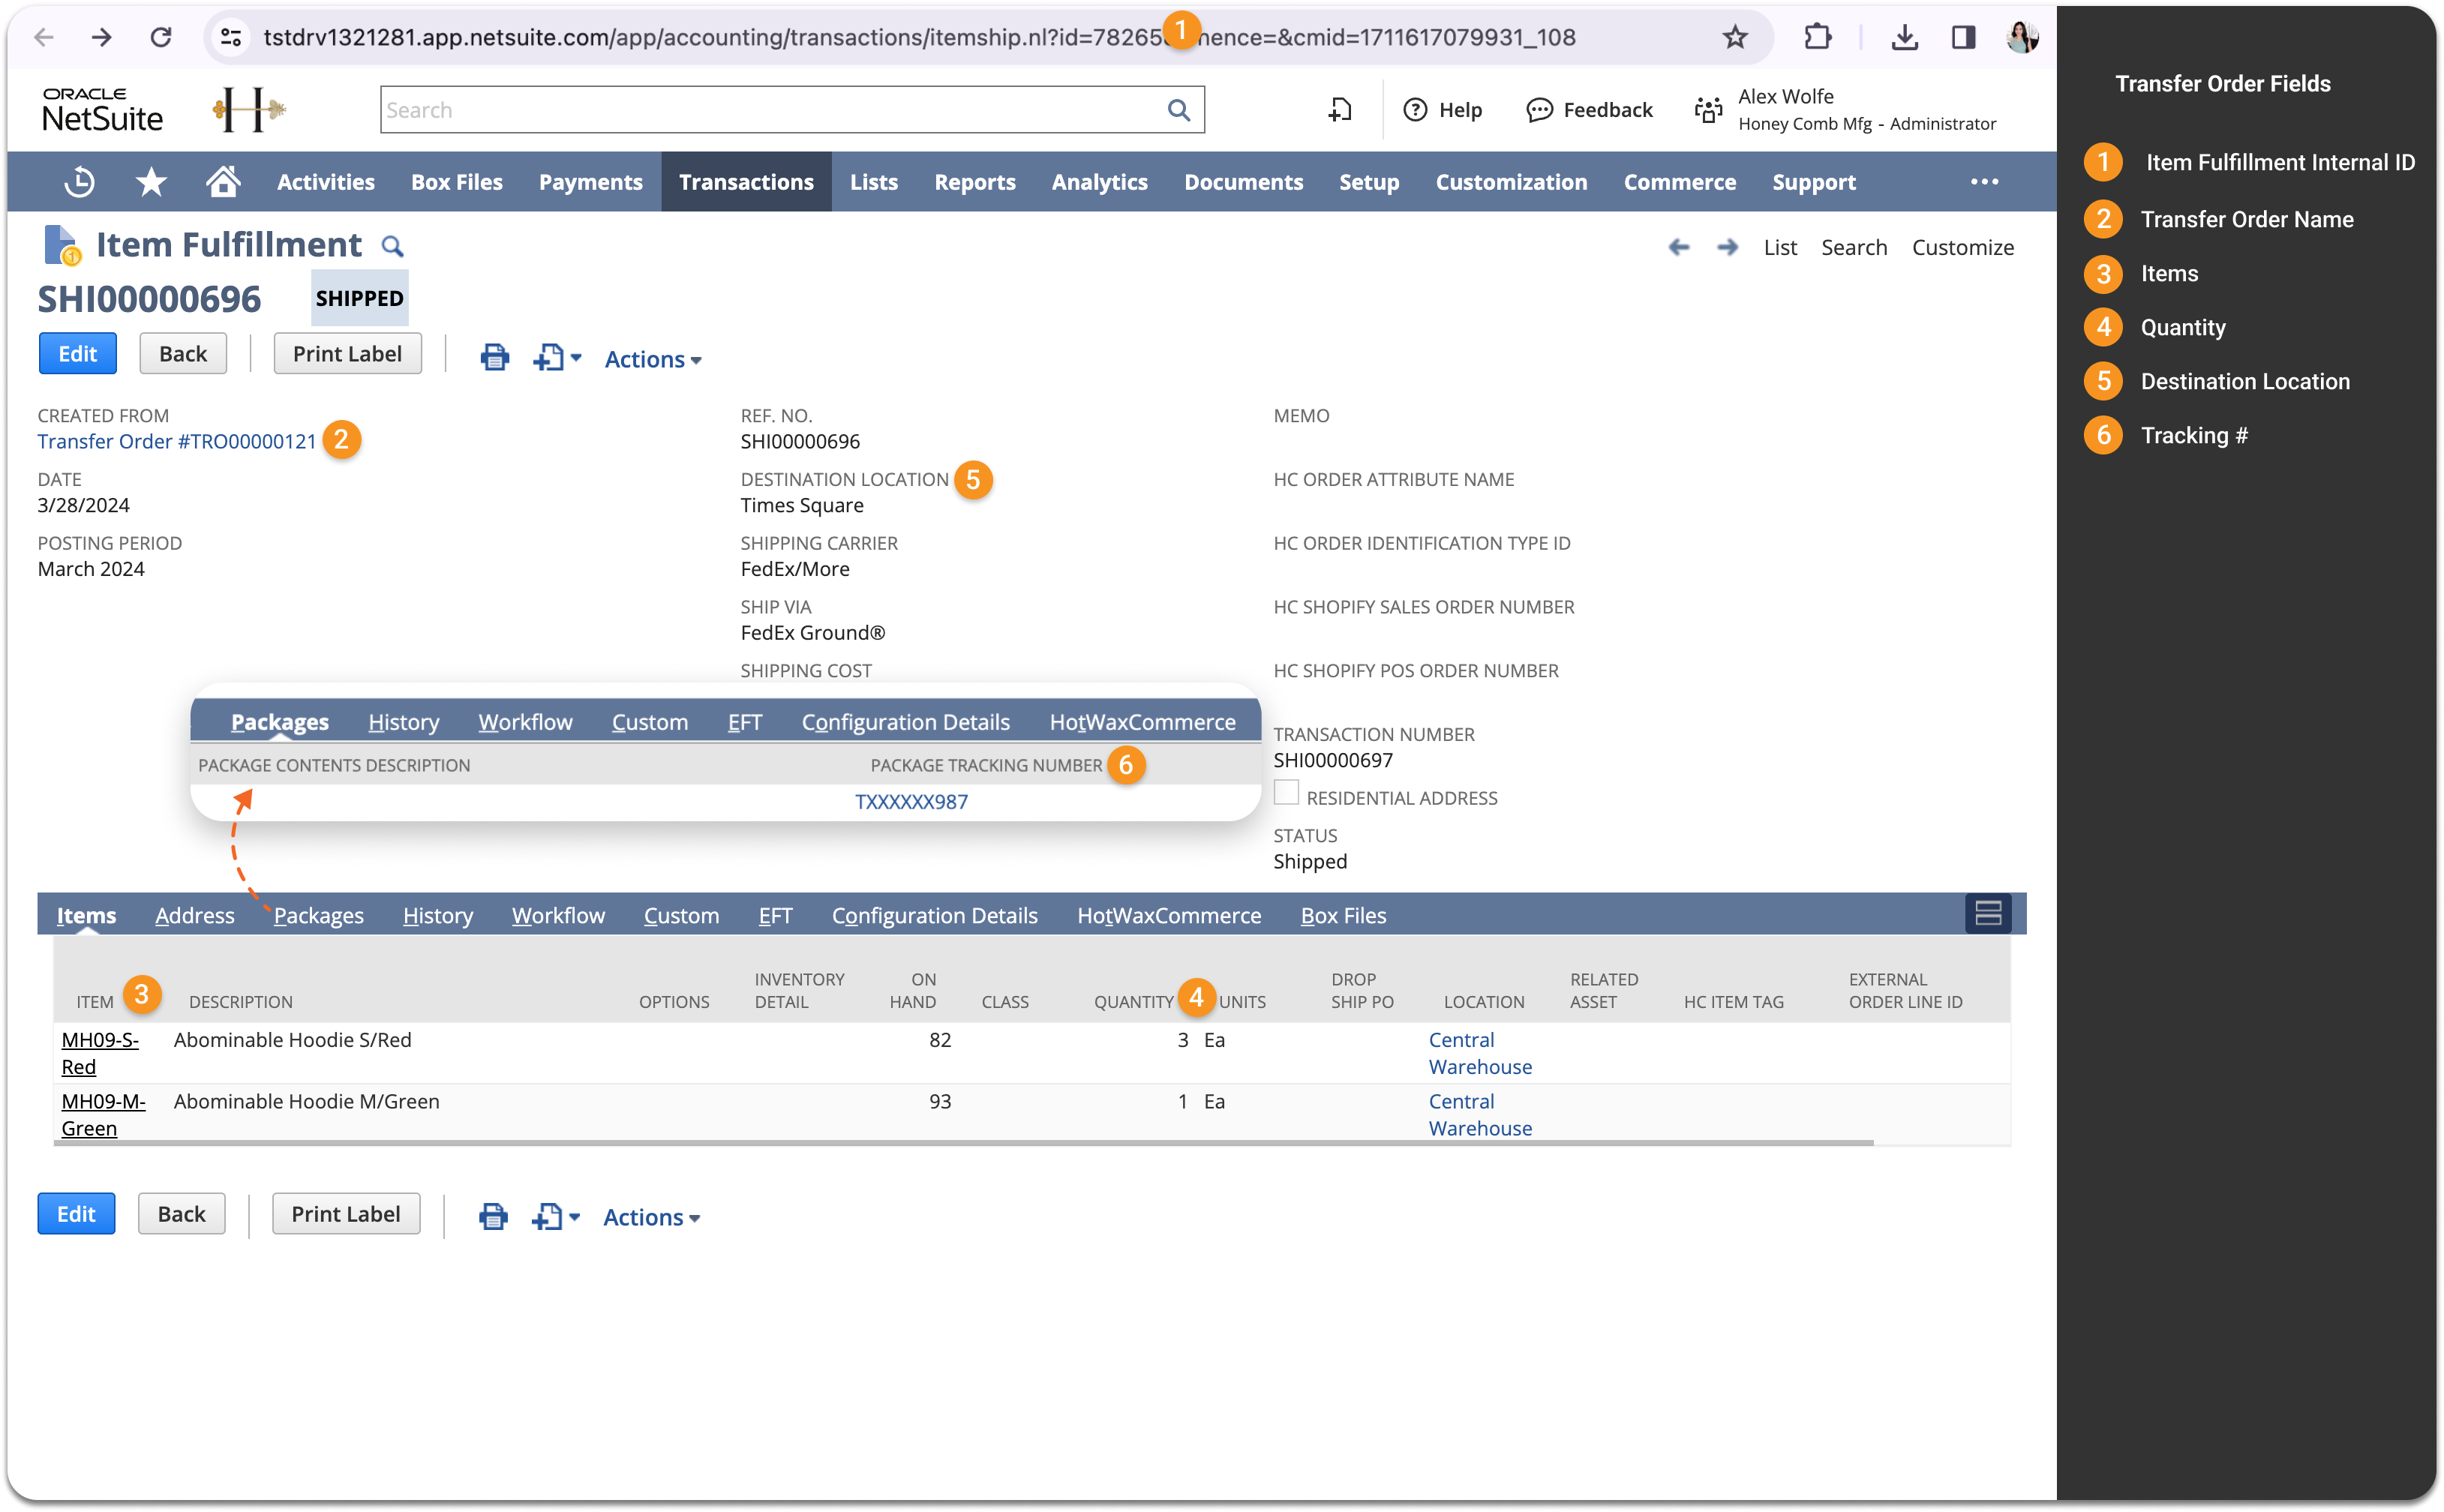 tstdrv1321281.app.netsuite.com/app/accounting/transactions/itemship.nl?id=78265 1 nence=&cmid=1711617079931_108
ORACLE
NetSuite
H
Search
Help
Feedback
Alex Wolfe
Honey Comb Mfg - Administrator
Activities Box Files Payments Transactions Lists Reports Analytics Documents Setup Customization Commerce Support
Item Fulfillment
List Search Customize
SHI00000696 SHIPPED
Edit Back Print Label Actions
CREATED FROM
Transfer Order #TRO00000121 2
DATE
3/28/2024
POSTING PERIOD
March 2024
REF. NO.
SHI00000696
DESTINATION LOCATION 5
Times Square
SHIPPING CARRIER
FedEx/More
SHIP VIA
FedEx Ground®
SHIPPING COST
MEMO
HC ORDER ATTRIBUTE NAME
HC ORDER IDENTIFICATION TYPE ID
HC SHOPIFY SALES ORDER NUMBER
HC SHOPIFY POS ORDER NUMBER
TRANSACTION NUMBER
SHI00000697
RESIDENTIAL ADDRESS
STATUS
Shipped
Packages History Workflow Custom EFT Configuration Details HotWaxCommerce
PACKAGE CONTENTS DESCRIPTION PACKAGE TRACKING NUMBER 6
TXXXXXX987
Items Address Packages History Workflow Custom EFT Configuration Details HotWaxCommerce Box Files
ITEM 3 DESCRIPTION OPTIONS INVENTORY DETAIL ON HAND CLASS QUANTITY 4 UNITS DROP SHIP PO LOCATION RELATED ASSET HC ITEM TAG EXTERNAL ORDER LINE ID
MH09-S-Red Abominable Hoodie S/Red 82 3 Ea Central Warehouse
MH09-M-Green Abominable Hoodie M/Green 93 1 Ea Central Warehouse
Edit Back Print Label Actions
Transfer Order Fields
1 Item Fulfillment Internal ID
2 Transfer Order Name
3 Items
4 Quantity
5 Destination Location
6 Tracking #